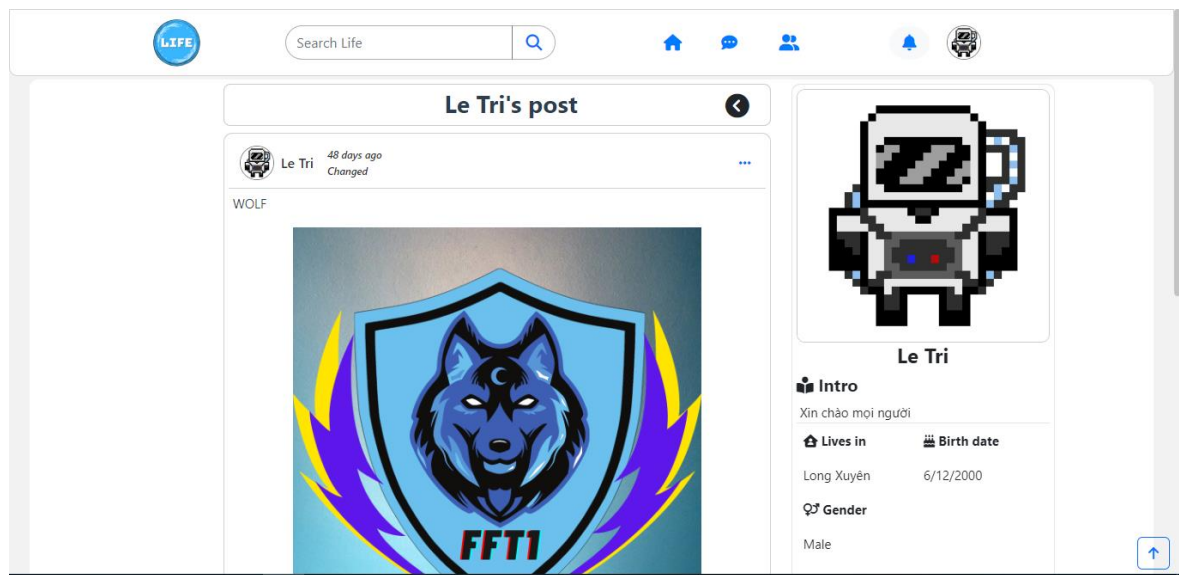 LIFE
Search Life
Le Tri's post
Le Tri
48 days ago
Changed
WOLF
FFT1
Le Tri
Intro
Xin chào mọi người
Lives in
Birth date
Long Xuyên
6/12/2000
Gender
Male